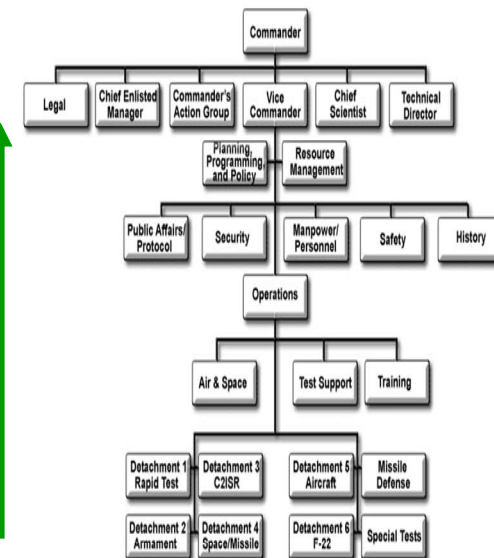 Commander
Legal
Chief Enlisted
Manager
Commander's
Action Group
Vice
Commander
Chief
Scientist
Technical
Director
Planning,
Programming,
and Policy
Resource
Management
Public Affairs/
Protocol
Security
Manpower/
Personnel
Safety
History
Operations
Air & Space
Test Support
Training
Detachment 1
Rapid Test
Detachment 3
C2ISR
Detachment 5
Aircraft
Missile
Defense
Detachment 2
Armament
Detachment 4
Space/Missile
Detachment 6
F-22
Special Tests